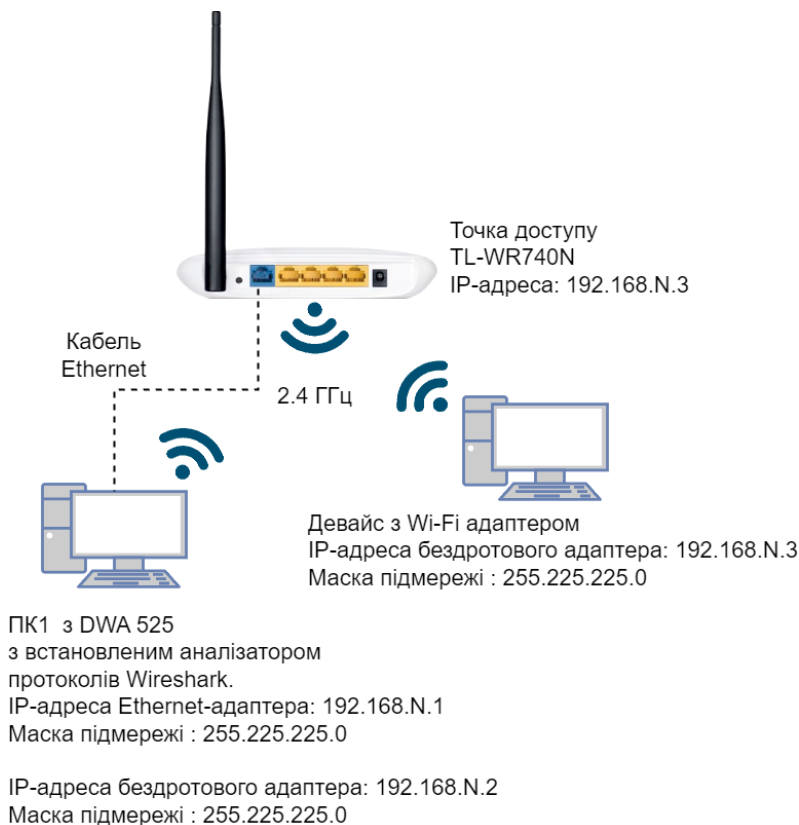 Точка доступу
TL-WR740N
IP-адреса: 192.168.N.3
Кабель
Ethernet
2.4 ГГц
Девайс з Wi-Fi адаптером
IP-адреса бездротового адаптера: 192.168.N.3
Маска підмережі : 255.225.225.0
ПК1 з DWA 525
з встановленим аналізатором
протоколів Wireshark.
IP-адреса Ethernet-адаптера: 192.168.N.1
Маска підмережі : 255.225.225.0
IP-адреса бездротового адаптера: 192.168.N.2
Маска підмережі : 255.225.225.0